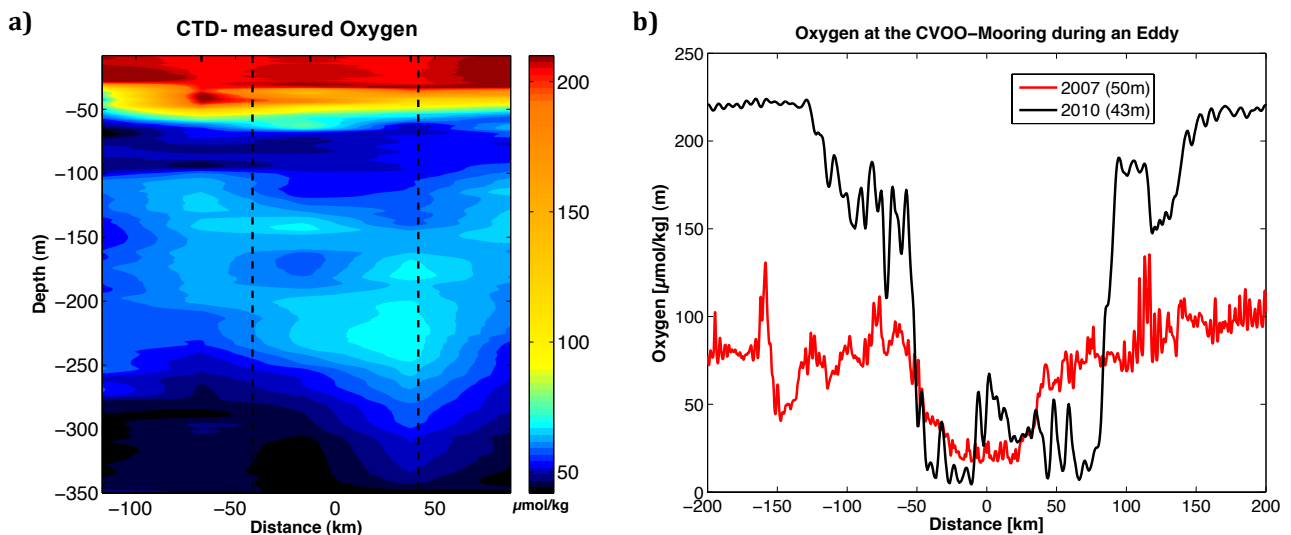 a)
CTD- measured Oxygen
−50
−100
−150
−200
−250
−300
−350
Depth (m)
−100
−50
0
50
Distance (km)
200
150
100
50
µmol/kg
b)
Oxygen at the CVOO−Mooring during an Eddy
250
200
150
100
50
0
Oxygen [µmol/kg] (m)
2007 (50m)
2010 (43m)
−200
−150
−100
−50
0
50
100
150
200
Distance [km]